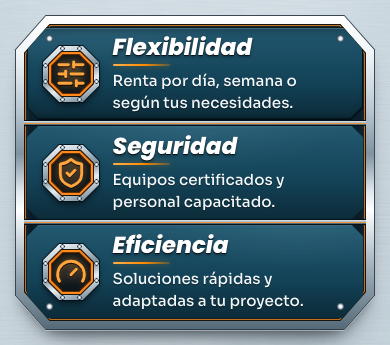 Flexibilidad
Renta por día, semana o
según tus necesidades.
Seguridad
Equipos certificados y
personal capacitado.
Eficiencia
Soluciones rápidas y
adaptadas a tu proyecto.